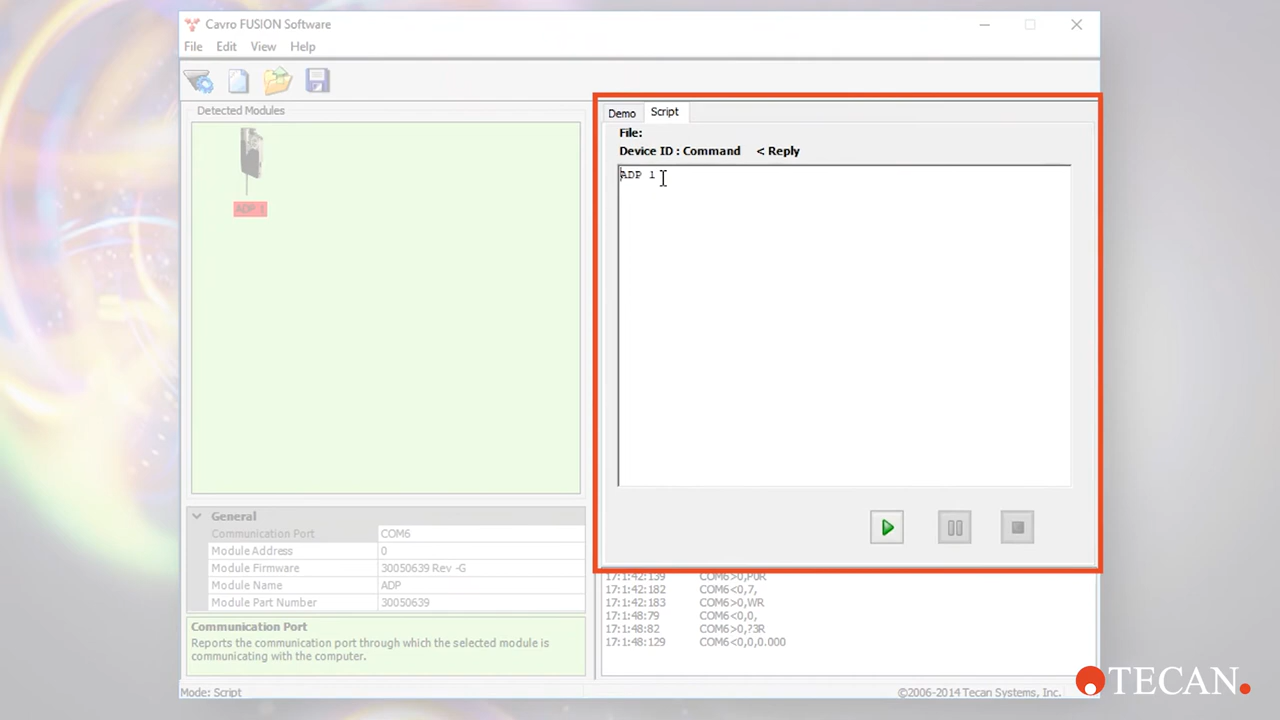 Cavro FUSION Software
File Edit View Help
Detected Modules
ADP 1
General
Communication Port COM6
Module Address 0
Module Firmware 30050639 Rev -G
Module Name ADP
Module Part Number 30050639
Communication Port
Reports the communication port through which the selected module is
communicating with the computer.
Demo Script
File:
Device ID : Command < Reply
ADP 1
17:1:42:139 COM6>0,P0R
17:1:42:182 COM6<0,7,
17:1:42:183 COM6>0,WR
17:1:48:79 COM6<0,0,
17:1:48:82 COM6>0,?3R
17:1:48:129 COM6<0,0,0.000
Mode: Script
©2006-2014 Tecan Systems, Inc.
TECAN.